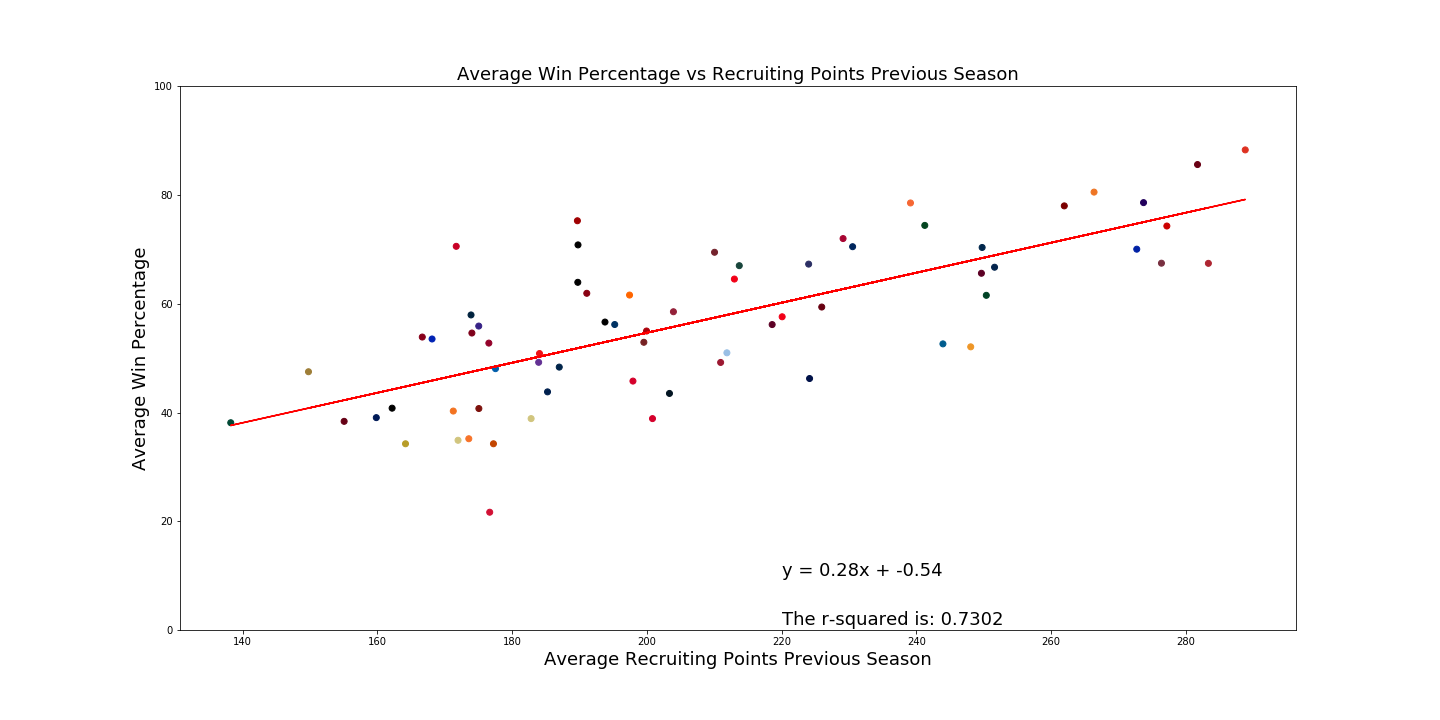 Average Win Percentage vs Recruiting Points Previous Season
100
80
60
40
20
0
Average Win Percentage
y = 0.28x + -0.54
The r-squared is: 0.7302
140 160 180 200 220 240 260 280
Average Recruiting Points Previous Season